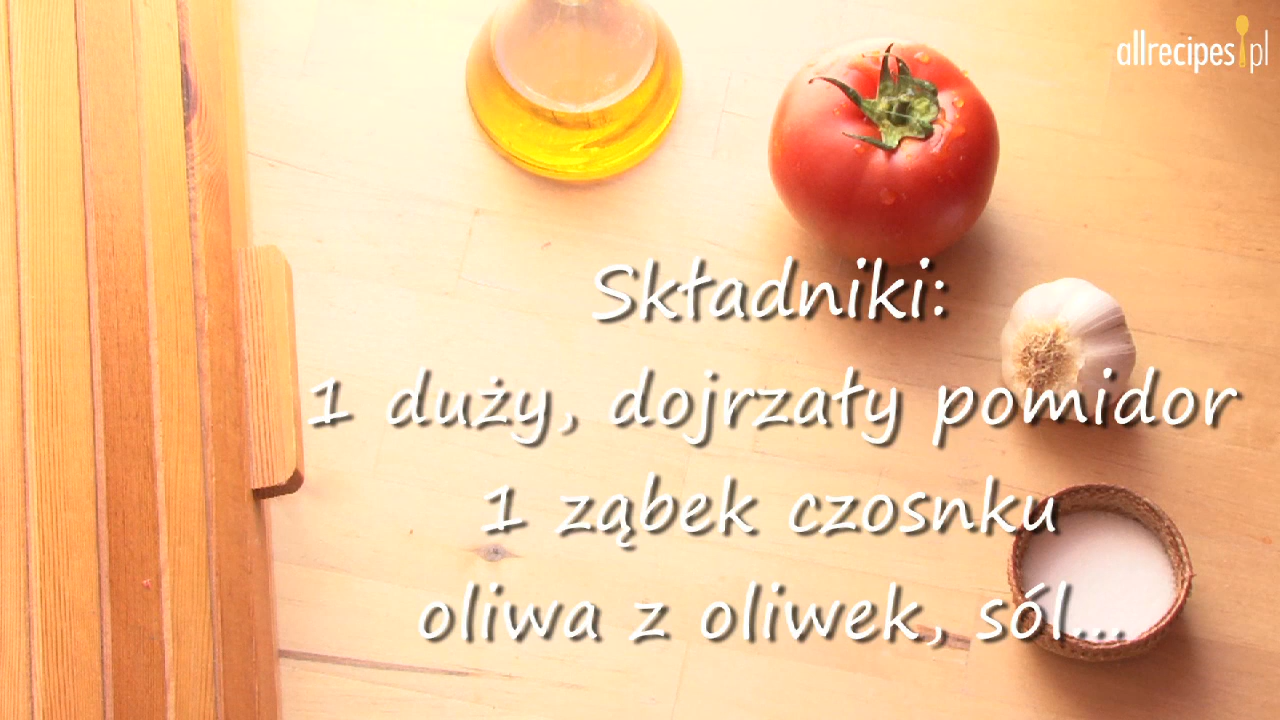 allrecipes pl
Składniki:
1 duży, dojrzały pomidor
1 ząbek czosnku
oliwa z oliwek, sól...